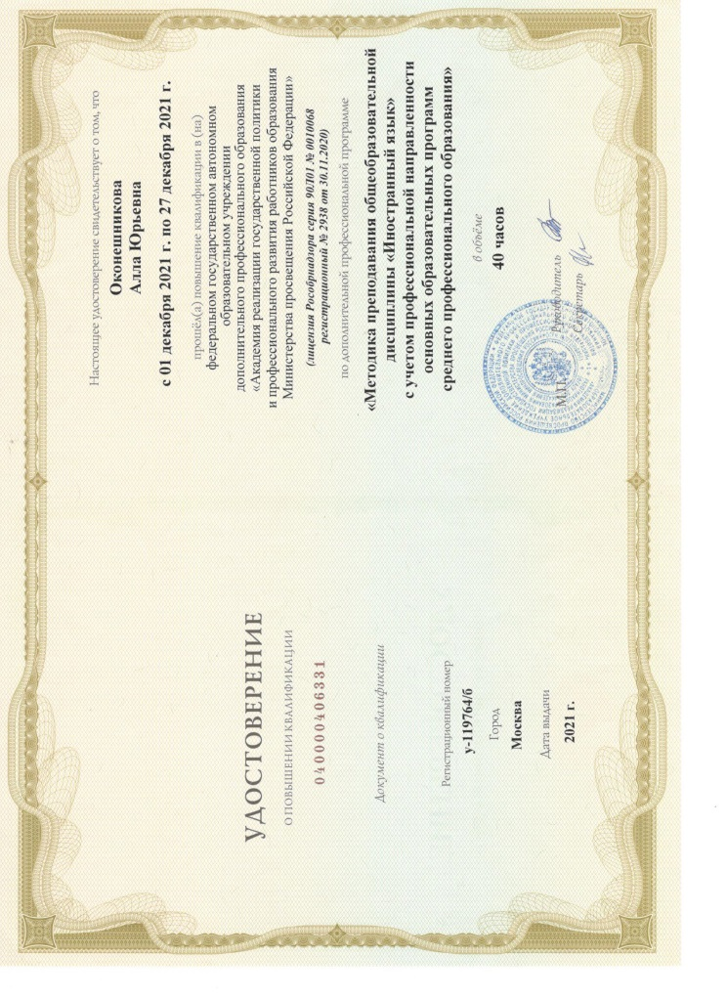 УДОСТОВЕРЕНИЕ
О ПОВЫШЕНИИ КВАЛИФИКАЦИИ
040000406331
Документ о квалификации
Регистрационный номер
у-119764/б
Город
Москва
Дата выдачи
2021 г.
Настоящее удостоверение свидетельствует о том, что
Оконешникова
Алла Юрьевна
с 01 декабря 2021 г. по 27 декабря 2021 г.
прошёл(а) повышение квалификации в (на)
федеральном государственном автономном
образовательном учреждении
дополнительного профессионального образования
«Академия реализации государственной политики
и профессионального развития работников образования
Министерства просвещения Российской Федерации»
(лицензия Рособрнадзора серия 90Л01 № 0010068
регистрационный № 2938 от 30.11.2020)
по дополнительной профессиональной программе
«Методика преподавания общеобразовательной
дисциплины «Иностранный язык»
с учетом профессиональной направленности
основных образовательных программ
среднего профессионального образования»
в объёме
40 часов
Руководитель
М.П.
Секретарь